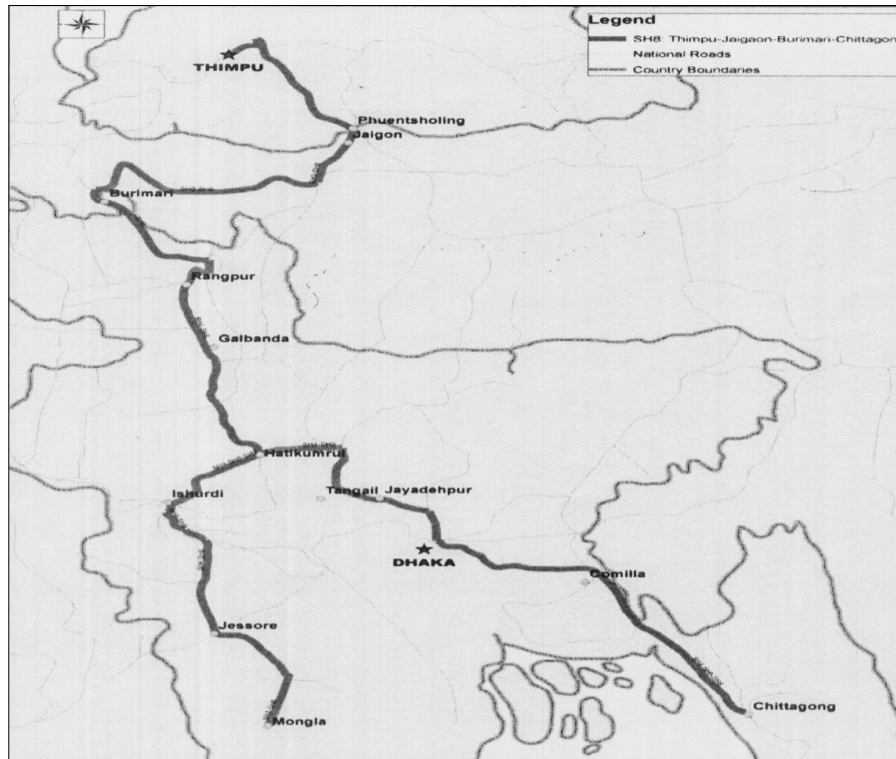 Legend
SH8: Thimpu-Jaigaon-Burimari-Chittagon
National Roads
Country Boundaries
THIMPU
Phuentsholing
Jaigon
Burimari
Rangpur
Gaibanda
Hatikumrul
Ishurdi
Tangail
Jayadehpur
DHAKA
Comilla
Jessore
Chittagong
Mongla